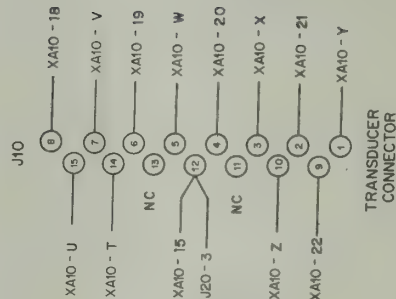 J10
8 XA10-18
XA10-U 15
7 XA10-V
XA10-T 14
6 XA10-19
NC 13
5 XA10-W
XA10-15 12
J20-3
4 XA10-20
NC 11
3 XA10-X
XA10-Z 10
2 XA10-21
XA10-22 9
1 XA10-Y
TRANSDUCER
CONNECTOR